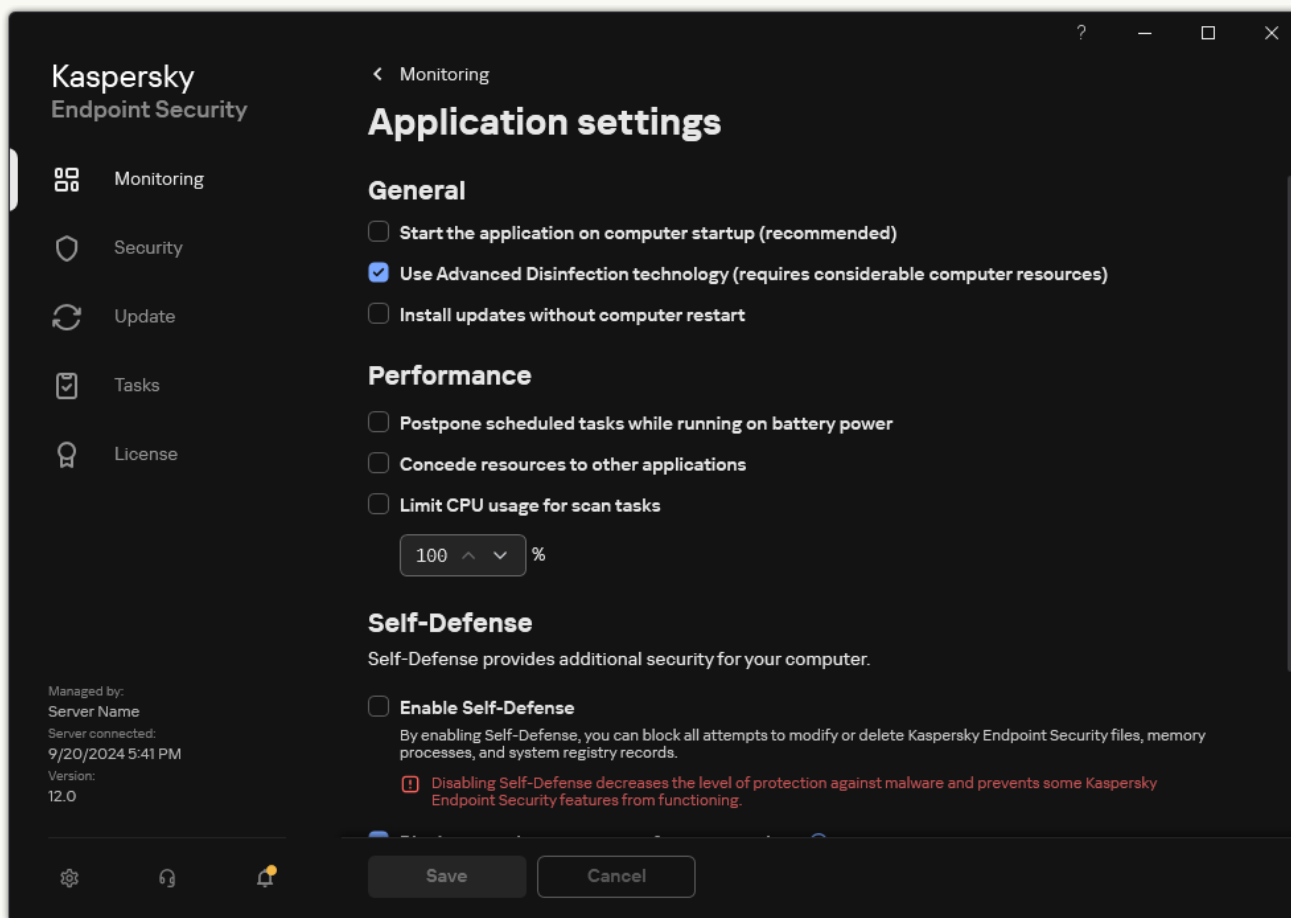 ?
Kaspersky
Endpoint Security
Monitoring
Security
Update
Tasks
License
Managed by:
Server Name
Server connected:
9/20/2024 5:41 PM
Version:
12.0
Monitoring
Application settings
General
Start the application on computer startup (recommended)
Use Advanced Disinfection technology (requires considerable computer resources)
Install updates without computer restart
Performance
Postpone scheduled tasks while running on battery power
Concede resources to other applications
Limit CPU usage for scan tasks
100 %
Self-Defense
Self-Defense provides additional security for your computer.
Enable Self-Defense
By enabling Self-Defense, you can block all attempts to modify or delete Kaspersky Endpoint Security files, memory
processes, and system registry records.
Disabling Self-Defense decreases the level of protection against malware and prevents some Kaspersky
Endpoint Security features from functioning.
Save
Cancel